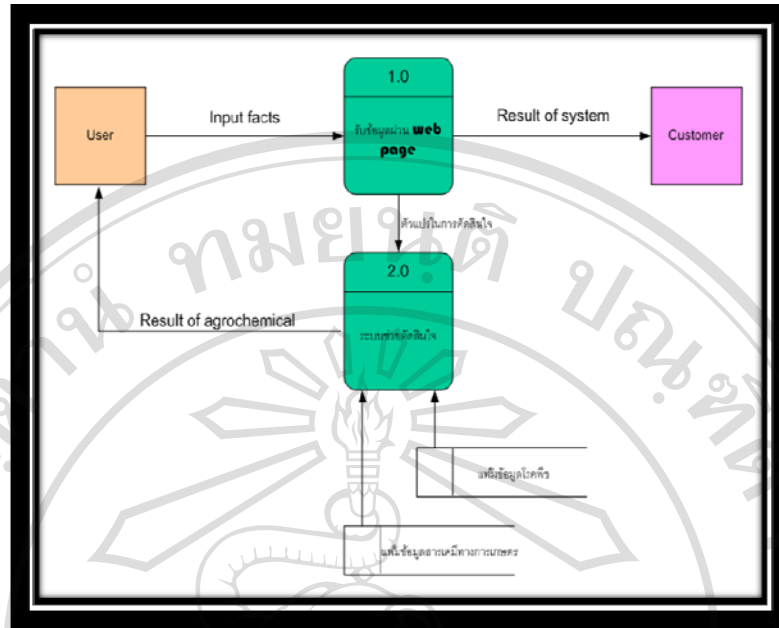 1.0
User
Input facts
รับข้อมูลผ่าน web
page
Result of system
Customer
ตัวแปรในการตัดสินใจ
2.0
Result of agrochemical
ระบบช่วยตัดสินใจ
แฟ้มข้อมูลโรคพืช
แฟ้มข้อมูลสารเคมีทางการเกษตร